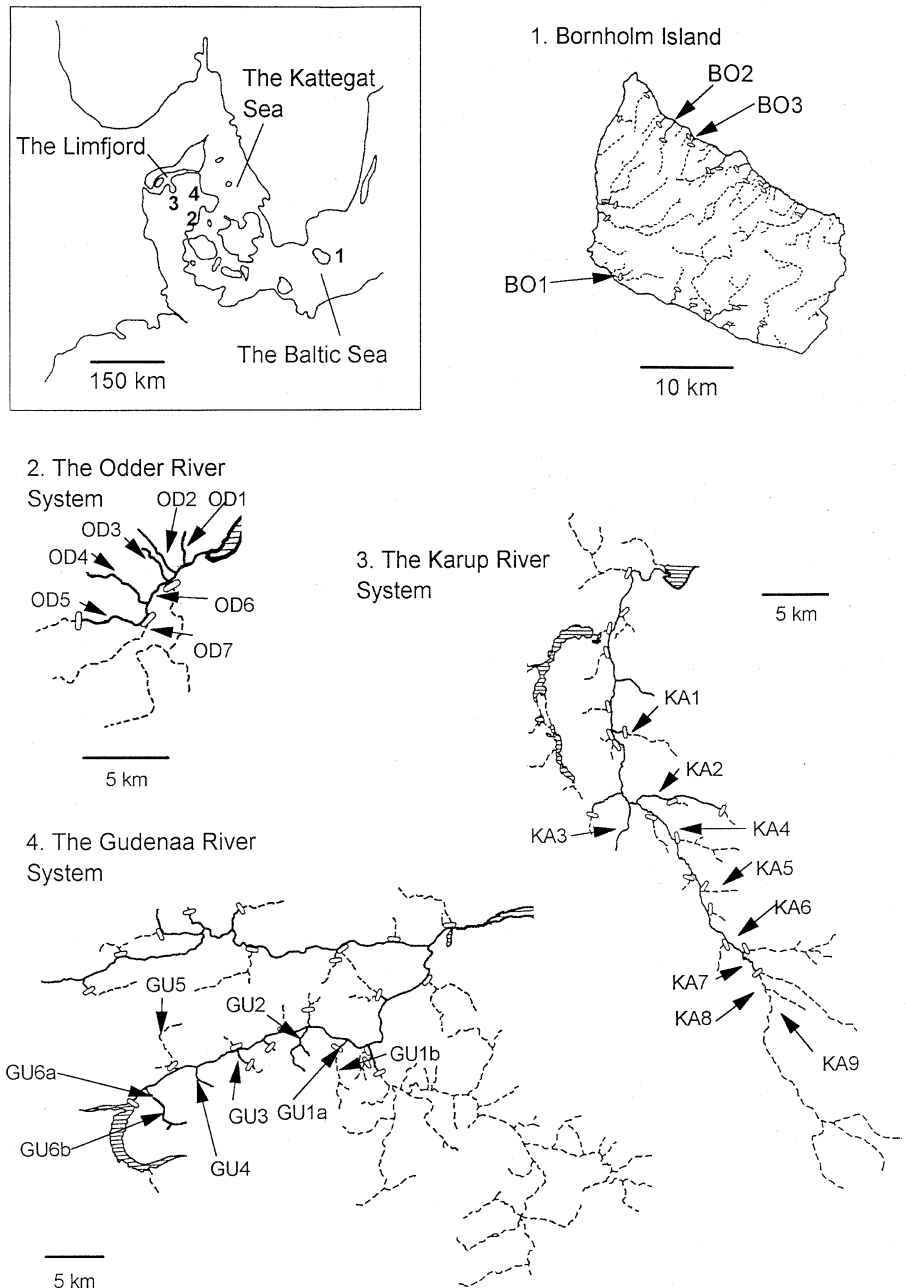 The Kattegat
Sea
The Limfjord
3
4
2
1
The Baltic Sea
150 km
1. Bornholm Island
BO2
BO3
BO1
10 km
2. The Odder River
System
OD2
OD1
OD3
OD4
OD5
OD6
OD7
5 km
3. The Karup River
System
5 km
KA1
KA2
KA3
KA4
KA5
KA6
KA7
KA8
KA9
4. The Gudenaa River
System
GU5
GU2
GU1b
GU6a
GU3
GU1a
GU6b
GU4
5 km